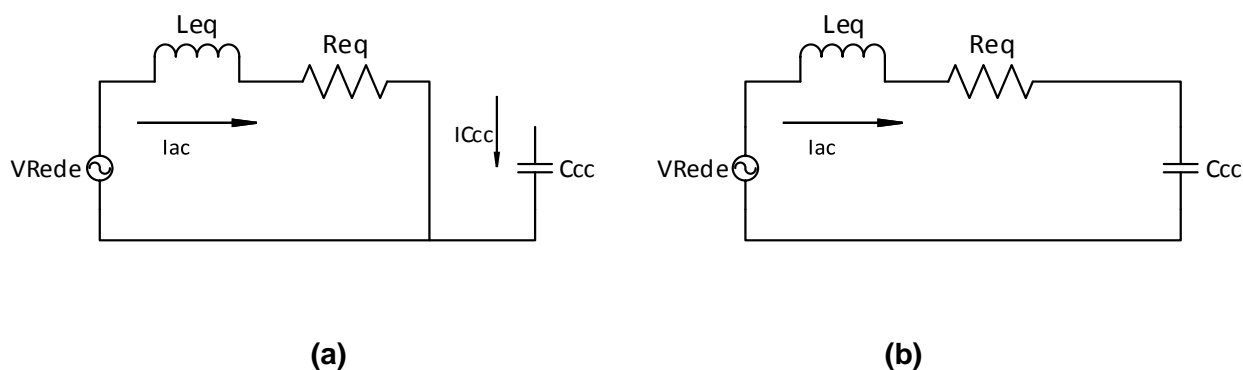 Leq
Req
Iac
ICcc
VRede
Ccc
(a)
Leq
Req
Iac
VRede
Ccc
(b)